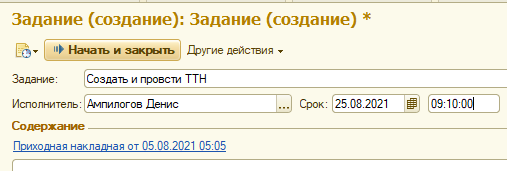 Задание (создание): Задание (создание) *
Начать и закрыть Другие действия
Задание: Создать и провсти ТТН
Исполнитель: Ампилогов Денис ... Срок: 25.08.2021 09:10:00
Содержание
Приходная накладная от 05.08.2021 05:05